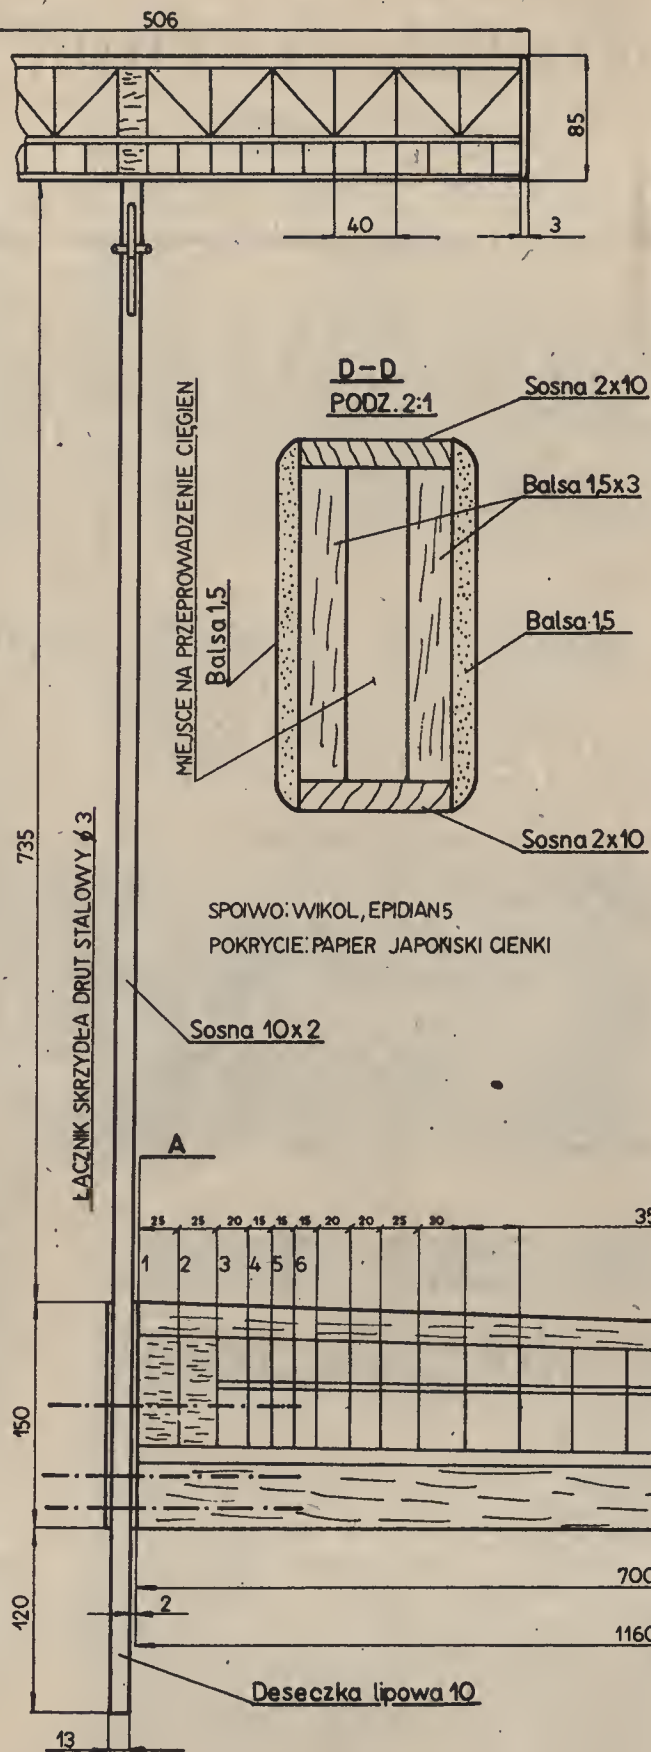 506
85
40
3
D-D
PODZ. 2:1
Sosna 2x10
Balsa 1,5x3
Balsa 1,5
Sosna 2x10
MIEJSCE NA PRZEPROWADZENIE CIĘGIEN
Balsa 1,5
735
ŁĄCZNIK SKRZYDŁA DRUT STALOWY ϕ 3
SPOIWO: WIKOL, EPIDIAN 5
POKRYCIE: PAPIER JAPOŃSKI CIENKI
Sosna 10x2
A
25 25 20 15 15 15 20 20 25 30 35
1 2 3 4 5 6
150
700
120
2
1160
Deseczka lipowa 10
13